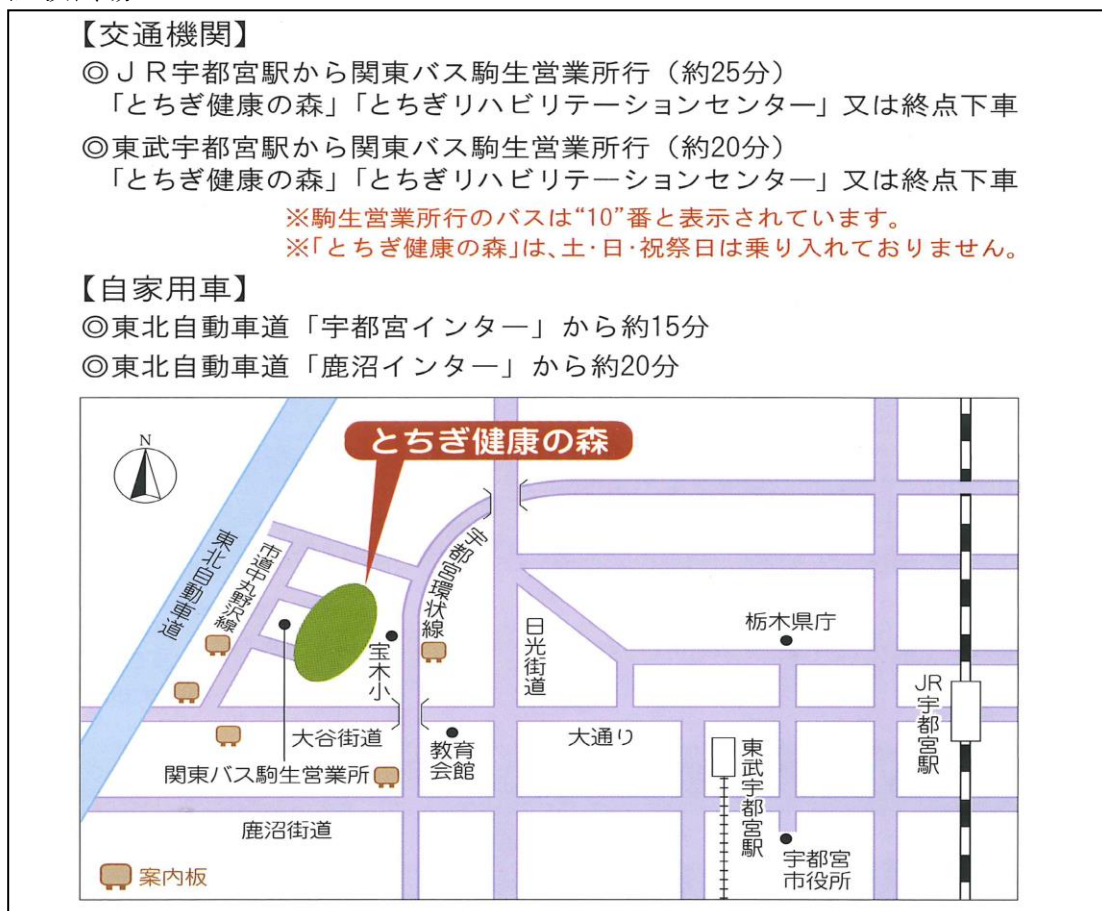 【交通機関】
◎JR宇都宮駅から関東バス駒生営業所行（約25分）
「とちぎ健康の森」「とちぎリハビリテーションセンター」又は終点下車
◎東武宇都宮駅から関東バス駒生営業所行（約20分）
「とちぎ健康の森」「とちぎリハビリテーションセンター」又は終点下車
※駒生営業所行のバスは“10”番と表示されています。
※「とちぎ健康の森」は、土・日・祝祭日は乗り入れておりません。
【自家用車】
◎東北自動車道「宇都宮インター」から約15分
◎東北自動車道「鹿沼インター」から約20分
とちぎ健康の森
N
東北自動車道
市道中丸野沢線
宇都宮環状線
宝木小
日光街道
栃木県庁
JR宇都宮駅
大谷街道
教育
会館
大通り
東武宇都宮駅
関東バス駒生営業所
鹿沼街道
宇都宮
市役所
案内板